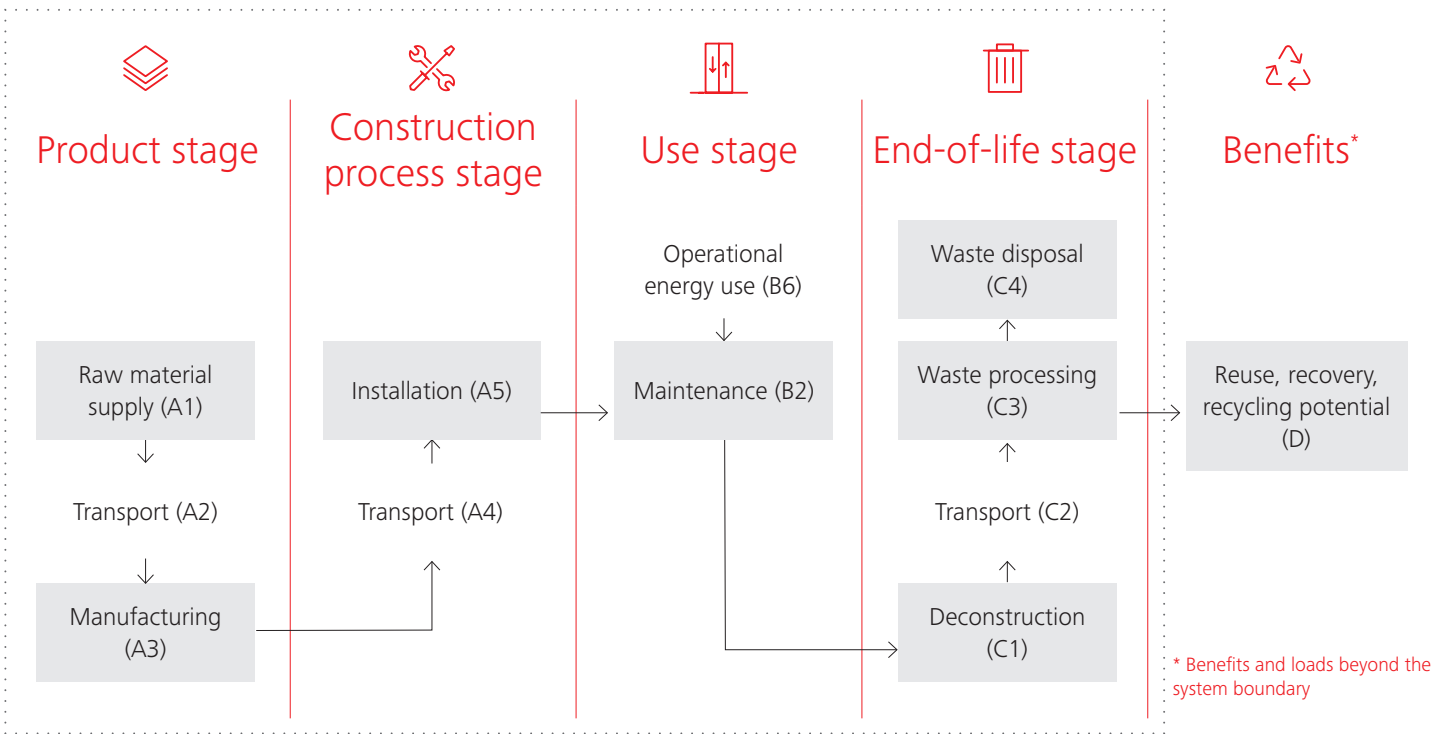 Product stage
Construction
process stage
Use stage
End-of-life stage
Benefits*
Raw material
supply (A1)
Transport (A2)
Manufacturing
(A3)
Installation (A5)
Transport (A4)
Operational
energy use (B6)
Maintenance (B2)
Waste disposal
(C4)
Waste processing
(C3)
Transport (C2)
Deconstruction
(C1)
Reuse, recovery,
recycling potential
(D)
* Benefits and loads beyond the
system boundary